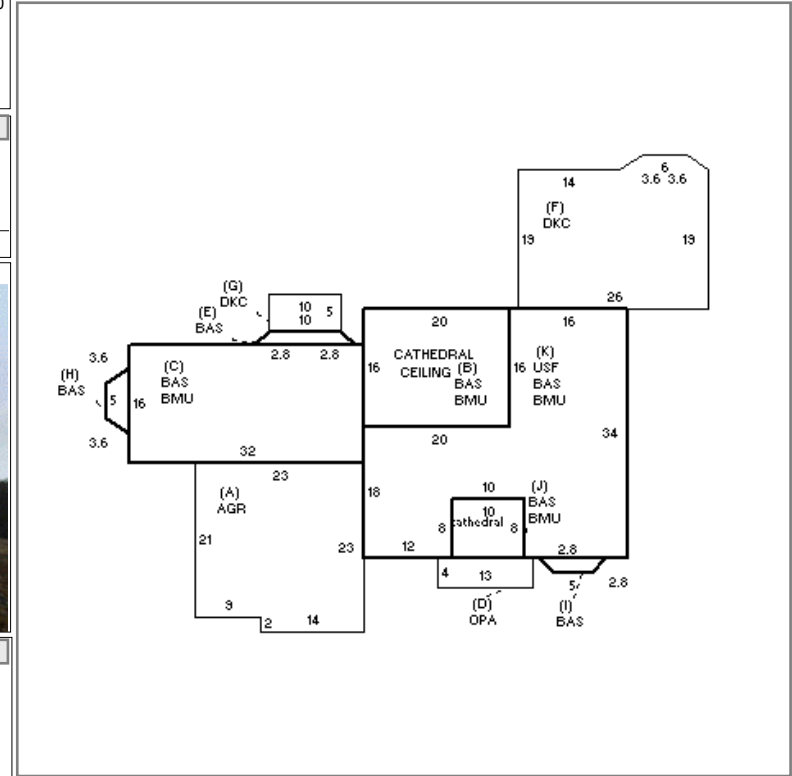 6
3.6 3.6
14
(F)
DKC
19
19
26
(G)
DKC
10
10
5
(E)
BAS
20
16
2.8
2.8
3.6
(H)
BAS
5
16
(C)
BAS
BMU
16
CATHEDRAL
CEILING
(B)
BAS
BMU
16
(K)
USF
BAS
BMU
3.6
32
20
34
23
(A)
AGR
18
10
(J)
BAS
BMU
10
cathedral
8
8
21
23
12
2.8
4
13
5
2.8
9
2
14
(D)
OPA
(I)
BAS